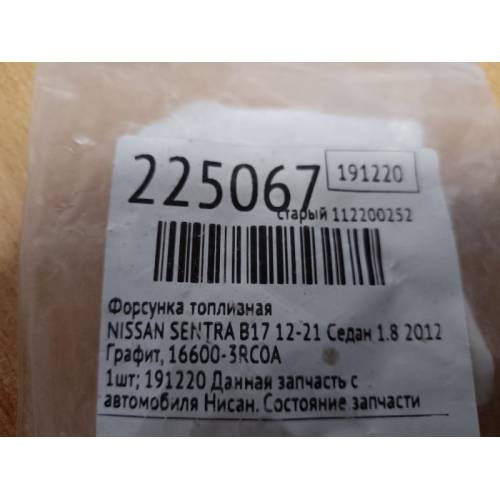 225067
191220
старый 112200252
Форсунка топливная
NISSAN SENTRA B17 12-21 Седан 1.8 2012
Графит, 16600-3RC0A
1шт; 191220 Данная запчасть с
автомобиля Нисан. Состояние запчасти